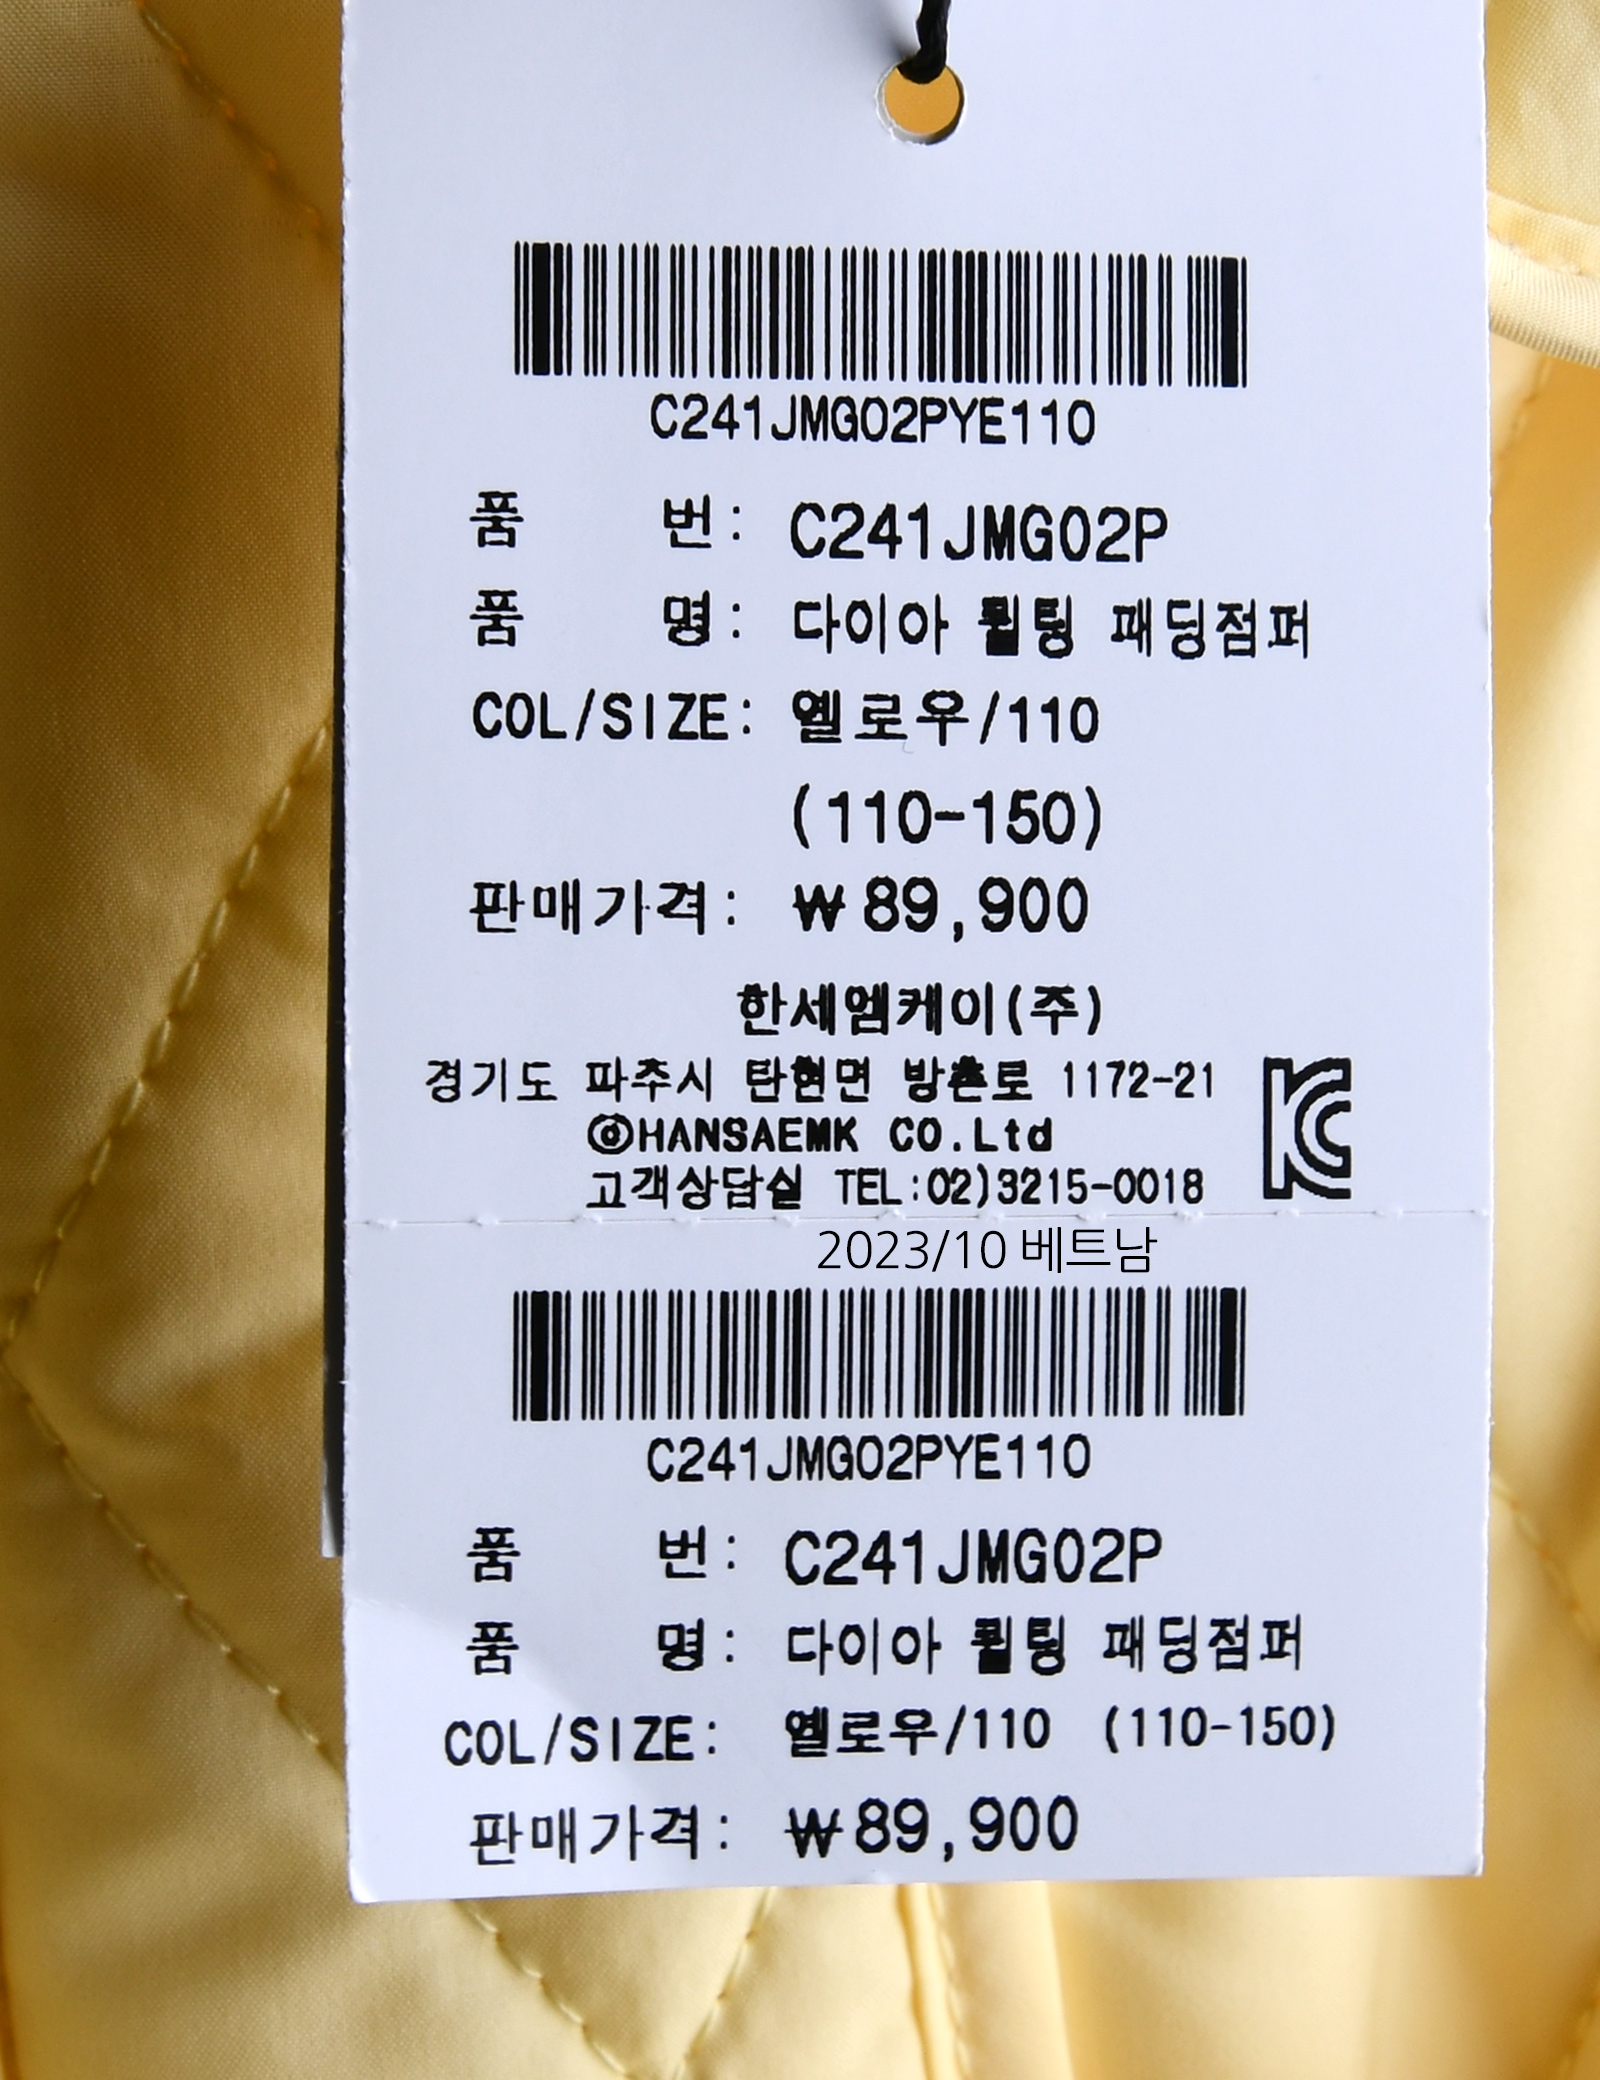 C241JMG02PYE110
품 번: C241JMG02P
품 명: 다이아 퀼팅 패딩점퍼
COL/SIZE: 옐로우/110
(110-150)
판매가격: ₩89,900
한세엠케이(주)
경기도 파주시 탄현면 방촌로 1172-21
ⓒHANSAEMK CO.Ltd
고객상담실 TEL:02)3215-0018
2023/10 베트남
C241JMG02PYE110
품 번: C241JMG02P
품 명: 다이아 퀼팅 패딩점퍼
COL/SIZE: 옐로우/110 (110-150)
판매가격: ₩89,900